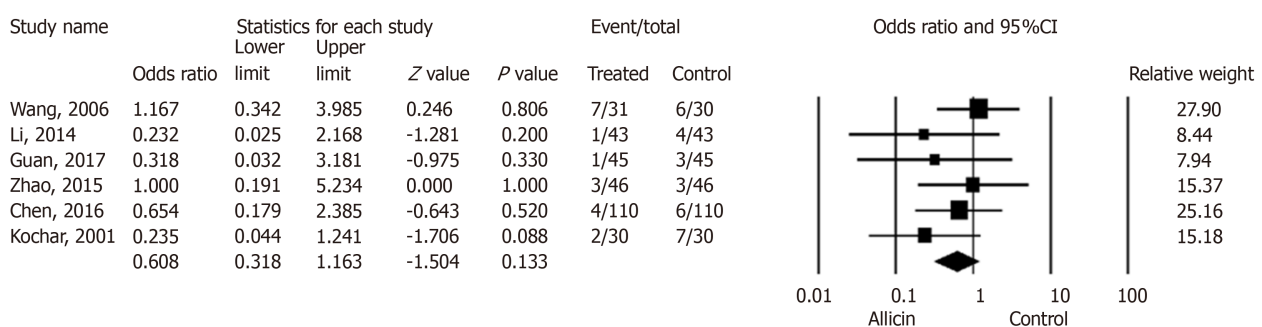 Study name Statistics for each study Event/total Odds ratio and 95%CI
Lower Upper
Odds ratio limit limit Z value P value Treated Control Relative weight
Wang, 2006 1.167 0.342 3.985 0.246 0.806 7/31 6/30 27.90
Li, 2014 0.232 0.025 2.168 -1.281 0.200 1/43 4/43 8.44
Guan, 2017 0.318 0.032 3.181 -0.975 0.330 1/45 3/45 7.94
Zhao, 2015 1.000 0.191 5.234 0.000 1.000 3/46 3/46 15.37
Chen, 2016 0.654 0.179 2.385 -0.643 0.520 4/110 6/110 25.16
Kochar, 2001 0.235 0.044 1.241 -1.706 0.088 2/30 7/30 15.18
0.608 0.318 1.163 -1.504 0.133
0.01 0.1 1 10 100
Allicin Control